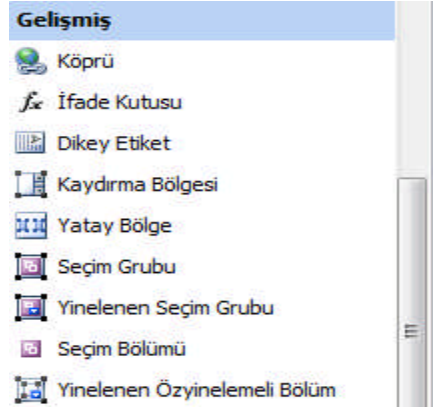 Gelişmiş
Köprü
İfade Kutusu
Dikey Etiket
Kaydırma Bölgesi
Yatay Bölge
Seçim Grubu
Yinelenen Seçim Grubu
Seçim Bölümü
Yinelenen Özyinelemeli Bölüm